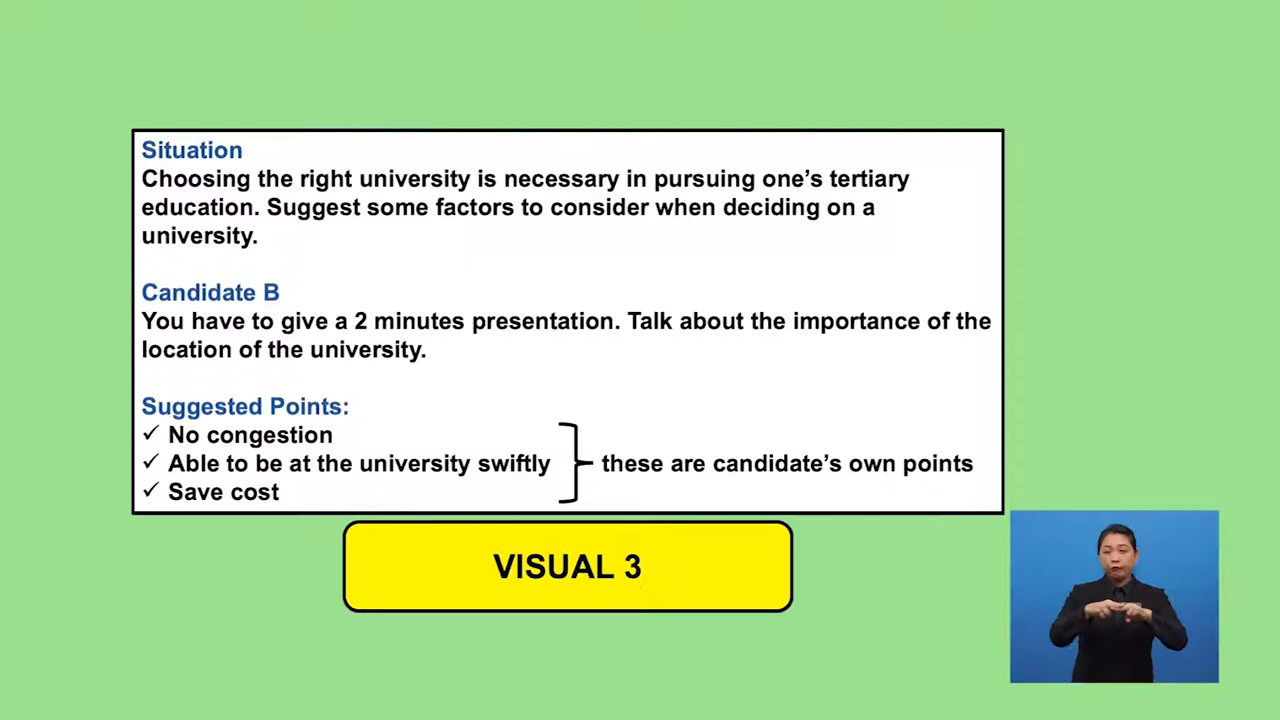 Situation
Choosing the right university is necessary in pursuing one’s tertiary
education. Suggest some factors to consider when deciding on a
university.
Candidate B
You have to give a 2 minutes presentation. Talk about the importance of the
location of the university.
Suggested Points:
✓ No congestion
✓ Able to be at the university swiftly
✓ Save cost
these are candidate’s own points
VISUAL 3